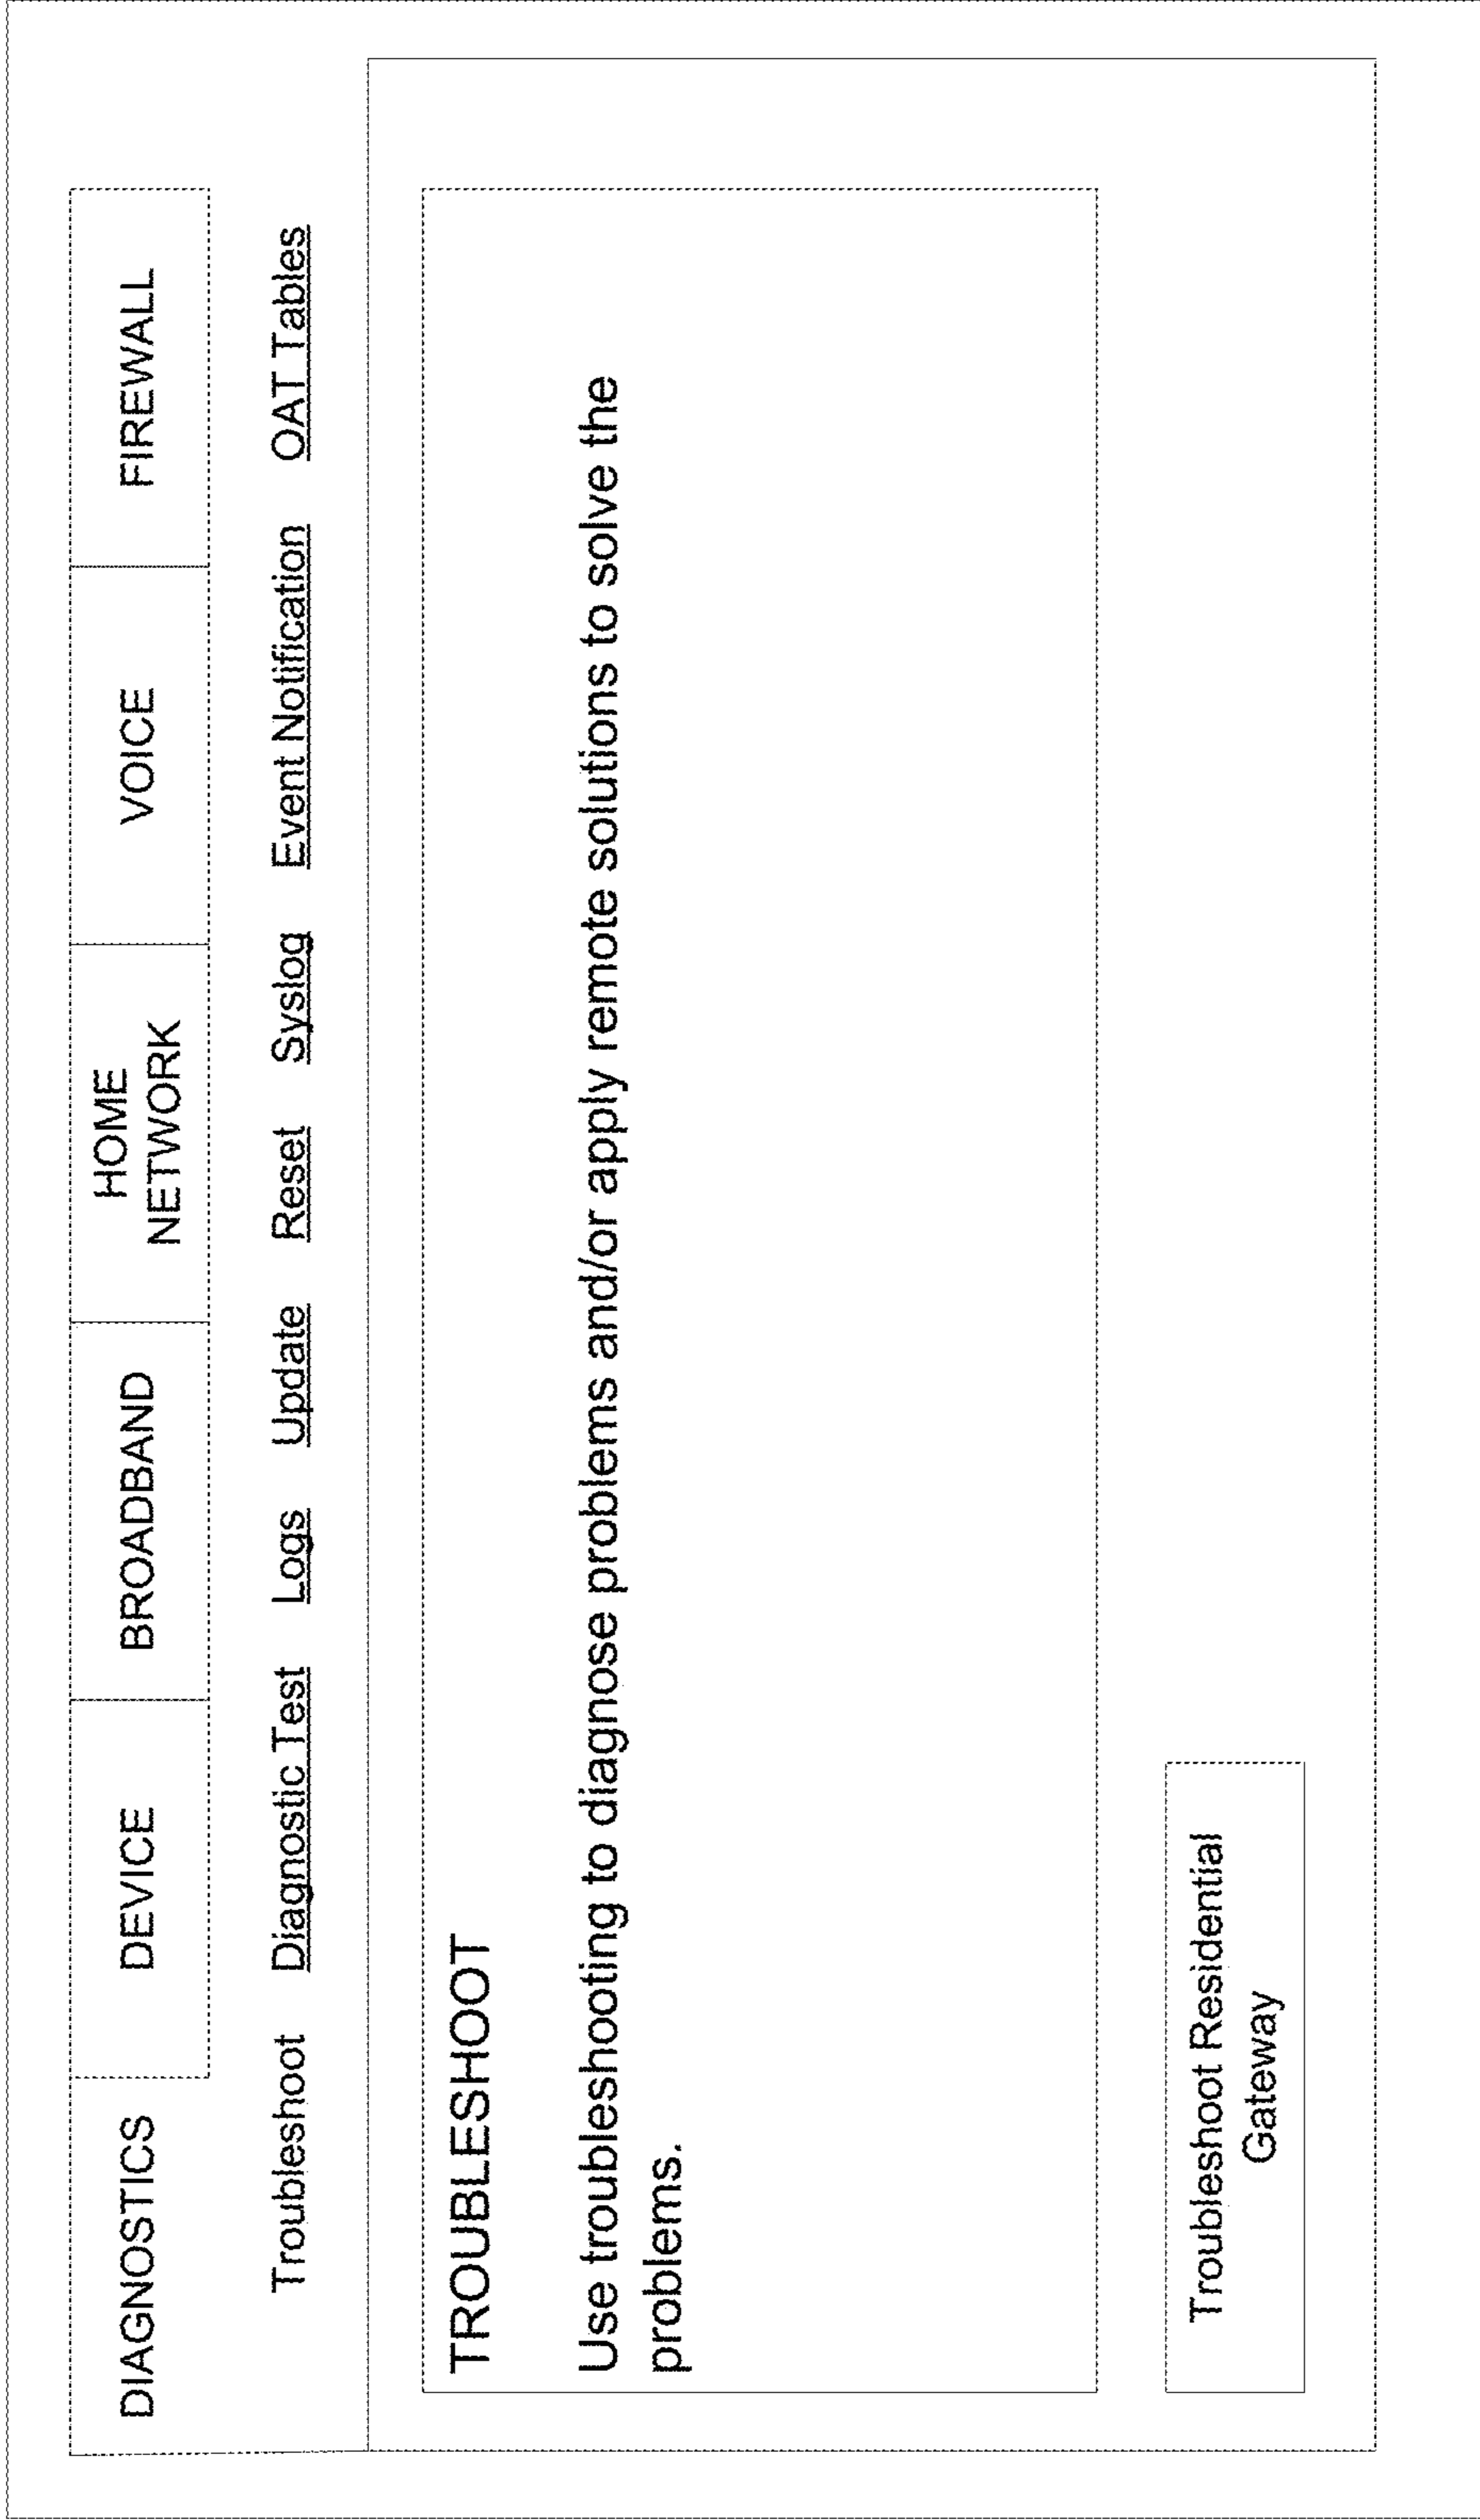 DIAGNOSTICS DEVICE BROADBAND HOME NETWORK VOICE FIREWALL
Troubleshoot Diagnostic Test Logs Update Reset Syslog Event Notification OAT Tables
TROUBLESHOOT
Use troubleshooting to diagnose problems and/or apply remote solutions to solve the
problems.
Troubleshoot Residential
Gateway